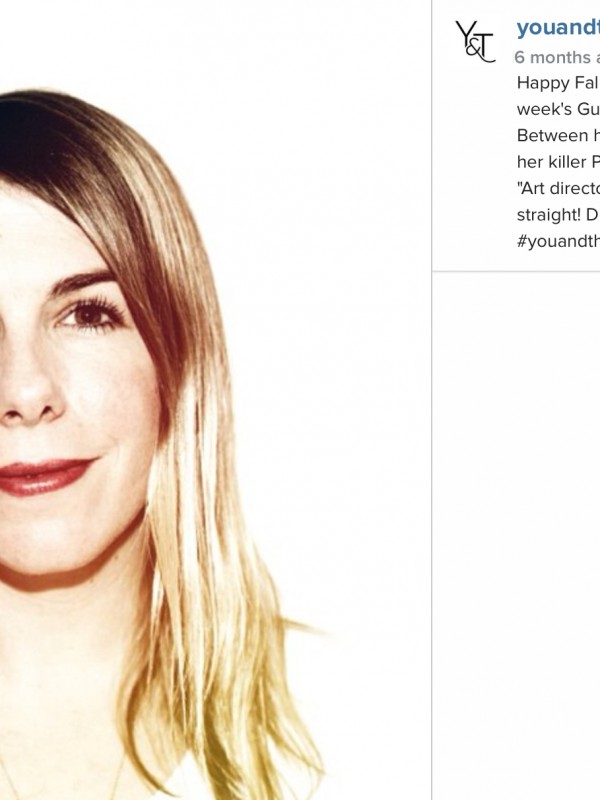 Y&T
youandt
6 months a
Happy Fal
week's Gu
Between h
her killer P
"Art directo
straight! D
#youandth